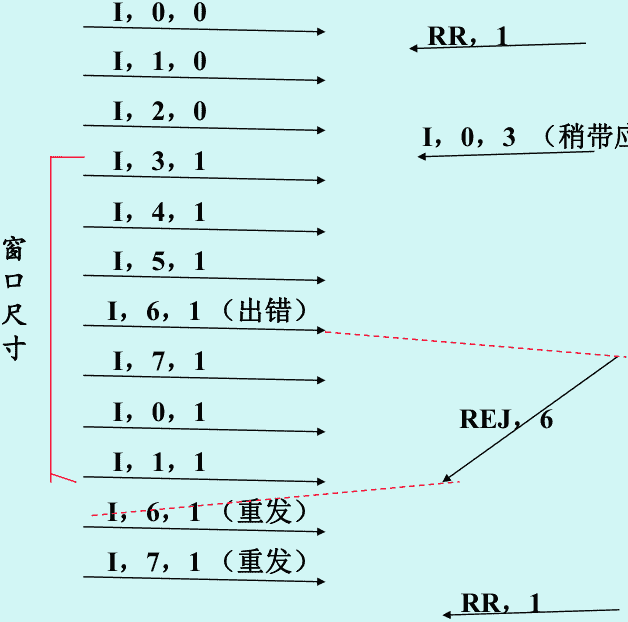 I，0，0
RR，1
I，1，0
I，2，0
I，0，3 （稍带应
I，3，1
I，4，1
I，5，1
I，6，1（出错）
I，7，1
I，0，1
REJ，6
I，1，1
I，6，1（重发）
I，7，1（重发）
RR，1
窗口尺寸